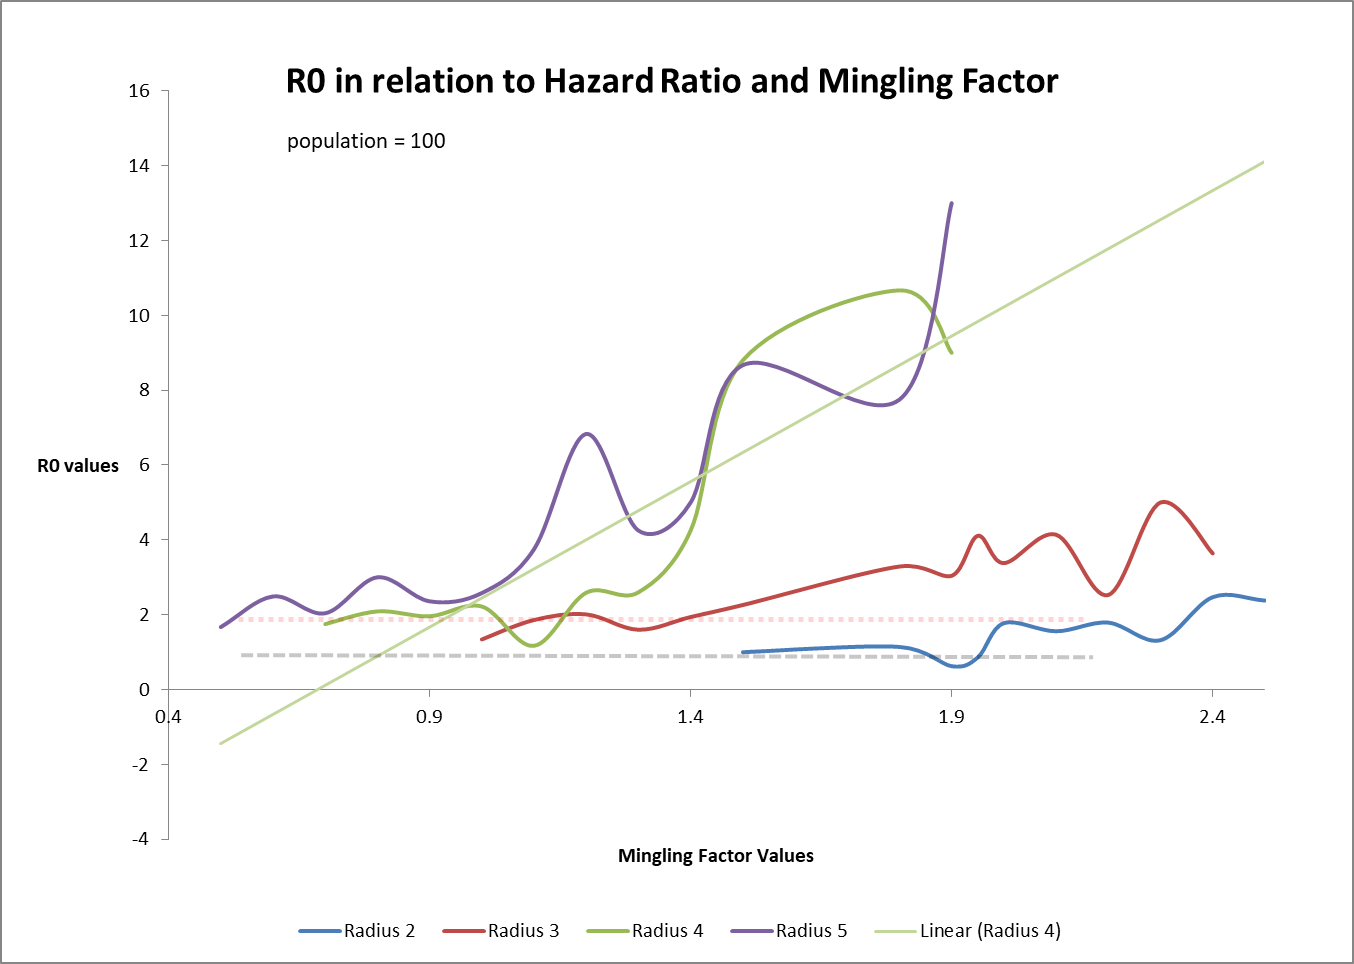 R0 in relation to Hazard Ratio and Mingling Factor
population = 100
16
14
12
10
8
R0 values
6
4
2
0
0.4
0.9
1.4
1.9
2.4
-2
-4
Mingling Factor Values
Radius 2
Radius 3
Radius 4
Radius 5
Linear (Radius 4)